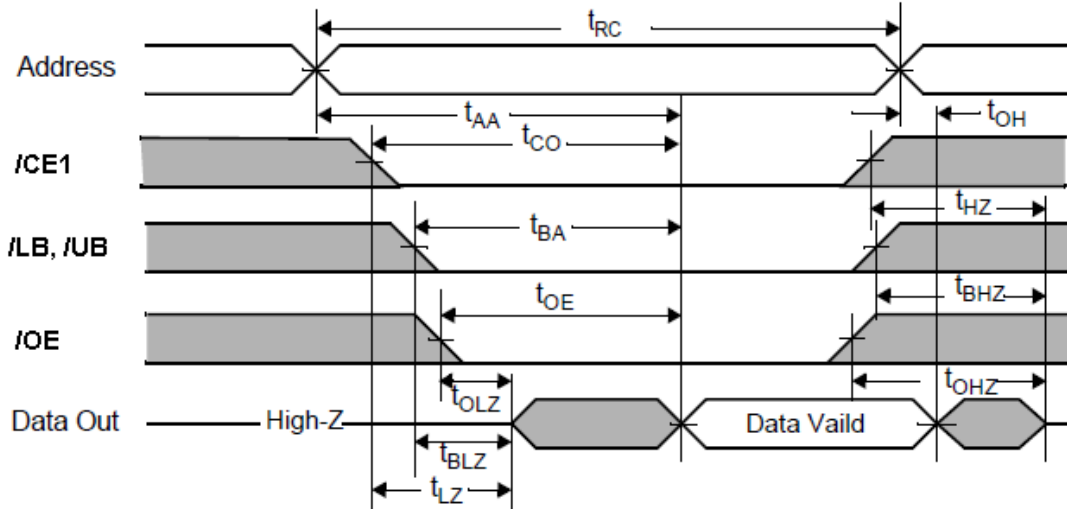 tRC
Address
tAA
tOH
tCO
/CE1
tHZ
/LB, /UB
tBA
tBHZ
tOE
/OE
tOHZ
tOLZ
Data Out High-Z Data Vaild
tBLZ
tLZ